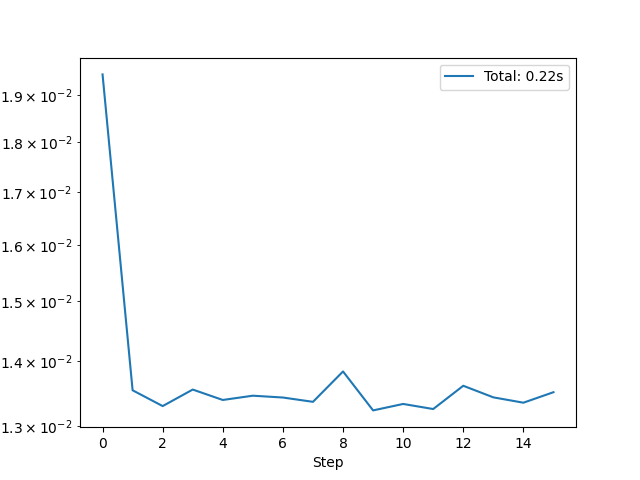 Total: 0.22s
1.9 × 10⁻²
1.8 × 10⁻²
1.7 × 10⁻²
1.6 × 10⁻²
1.5 × 10⁻²
1.4 × 10⁻²
1.3 × 10⁻²
0 2 4 6 8 10 12 14
Step